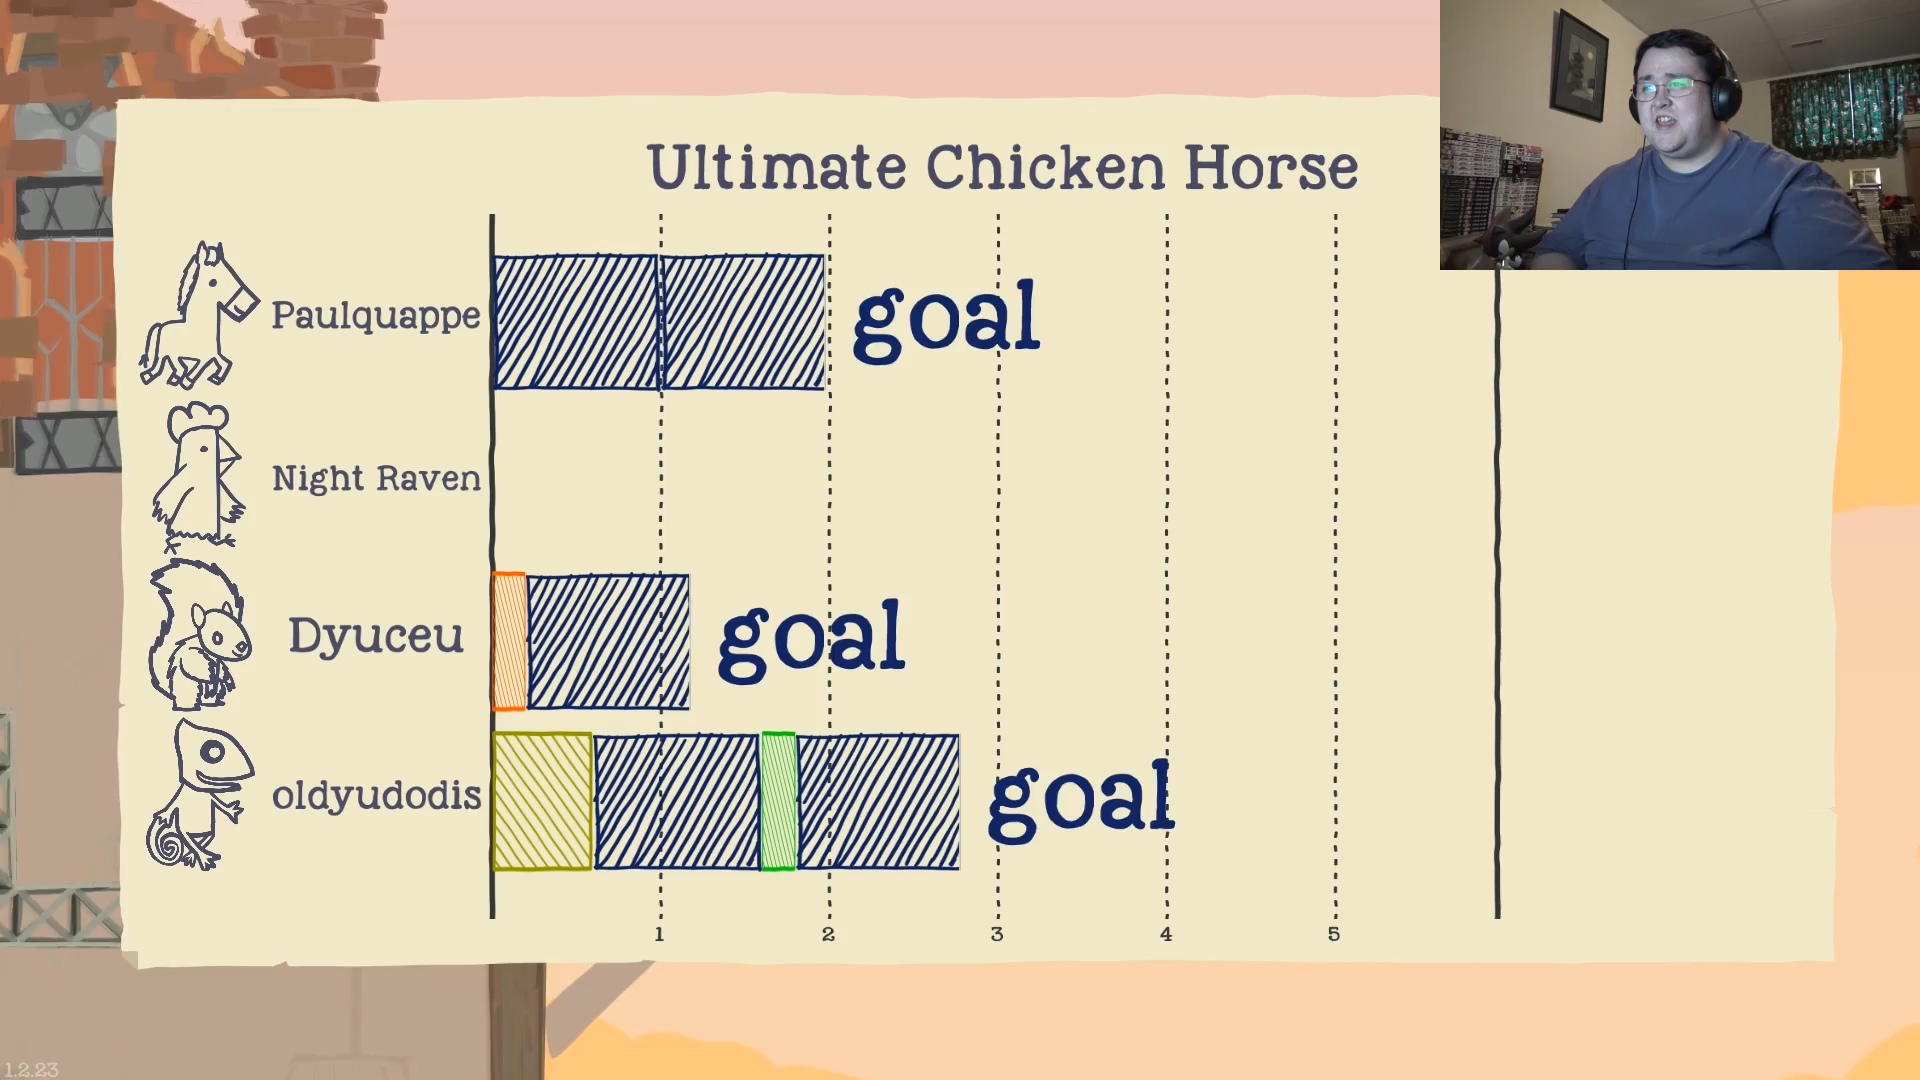 Ultimate Chicken Horse
Paulquappe
goal
Night Raven
Dyuceu
goal
oldyudodis
goal
1 2 3 4 5
1.2.23